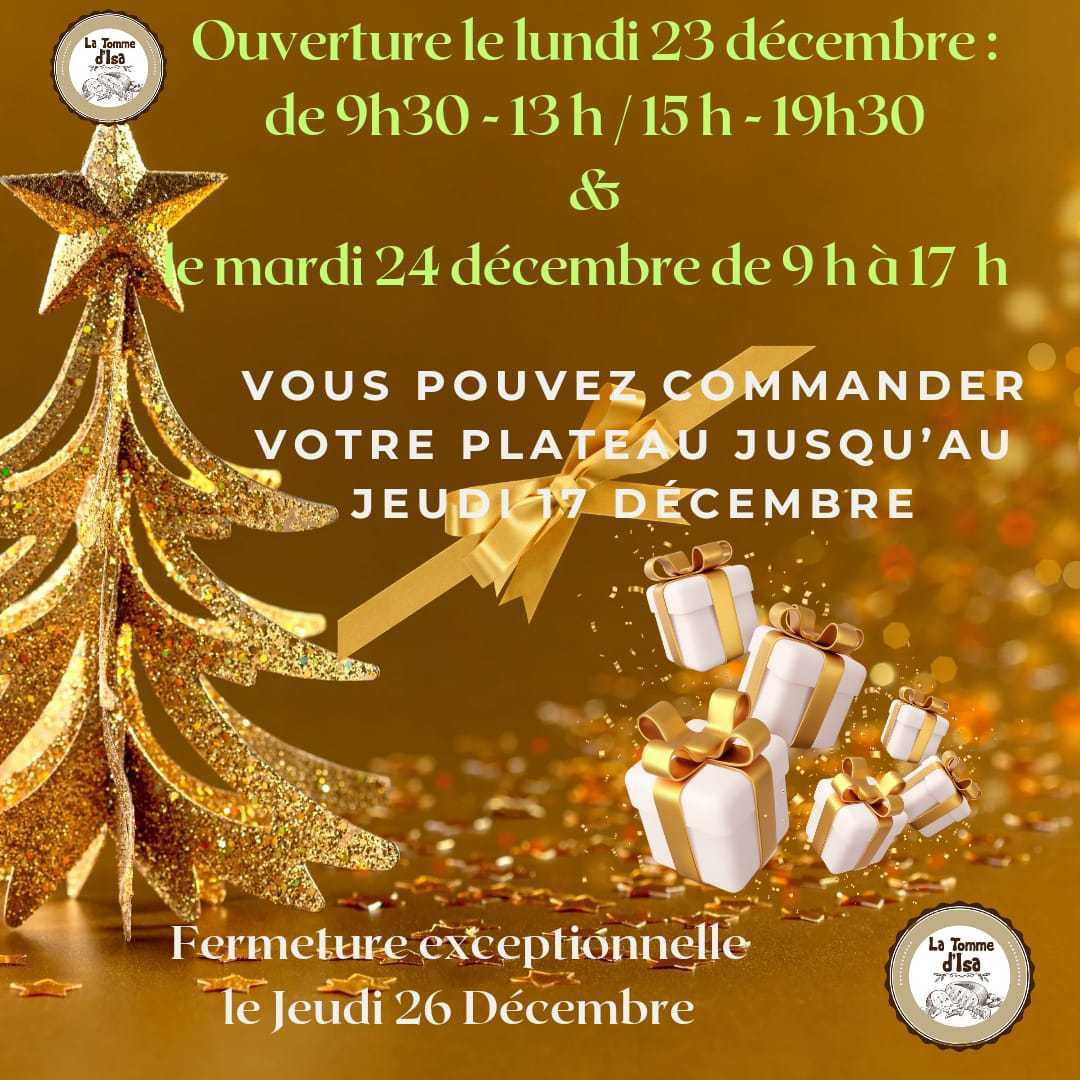 La Tomme
d'Isa
Ouverture le lundi 23 décembre :
de 9h30 - 13 h / 15 h - 19h30
&
le mardi 24 décembre de 9 h à 17 h
VOUS POUVEZ COMMANDER
VOTRE PLATEAU JUSQU’AU
JEUDI 17 DÉCEMBRE
Fermeture exceptionnelle
le Jeudi 26 Décembre
La Tomme
d'Isa